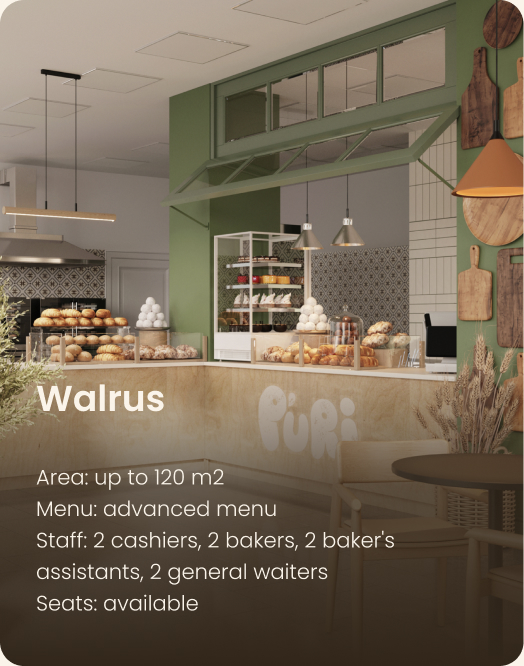 PüRi
Walrus
Area: up to 120 m2
Menu: advanced menu
Staff: 2 cashiers, 2 bakers, 2 baker's
assistants, 2 general waiters
Seats: available